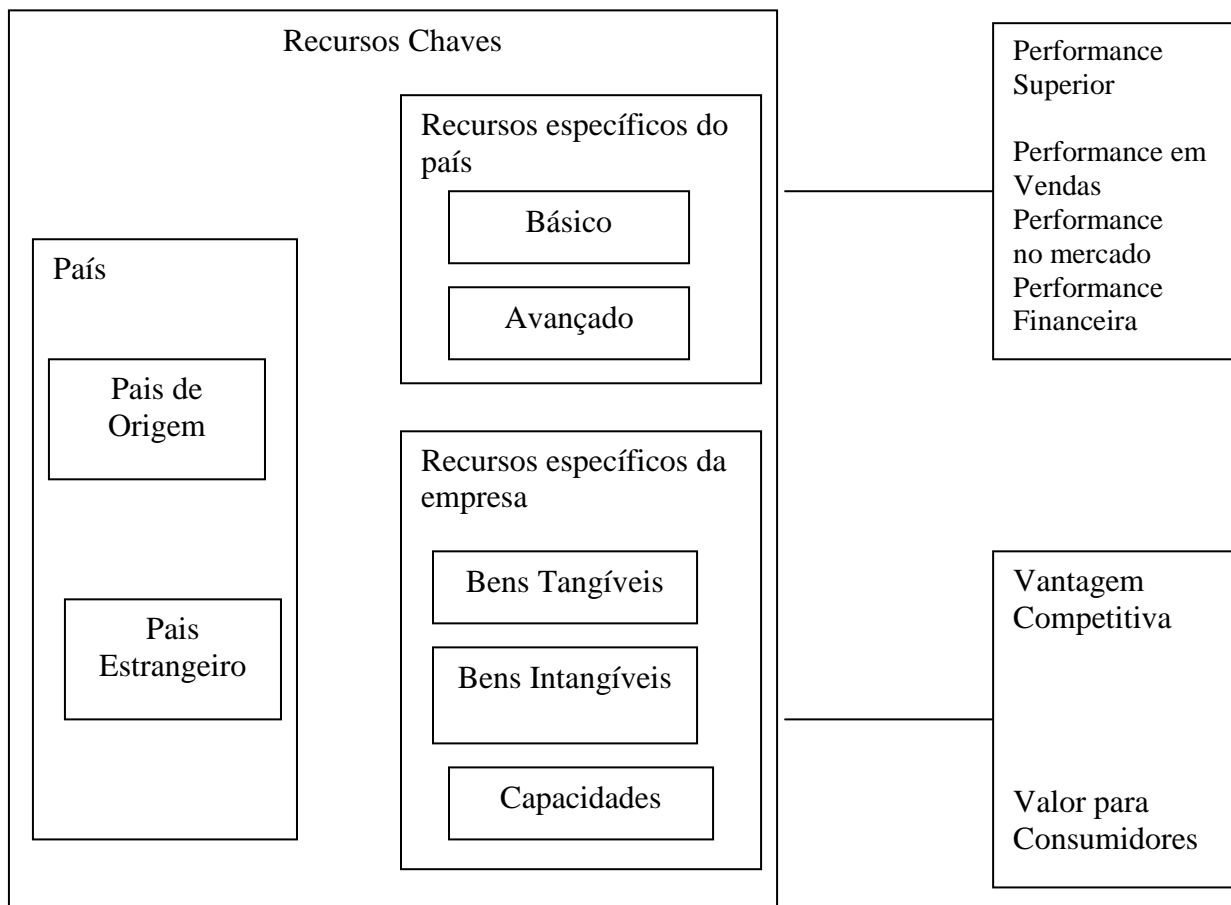 Recursos Chaves
País
Pais de
Origem
Pais
Estrangeiro
Recursos específicos do
país
Básico
Avançado
Recursos específicos da
empresa
Bens Tangíveis
Bens Intangíveis
Capacidades
Performance
Superior
Performance em
Vendas
Performance
no mercado
Performance
Financeira
Vantagem
Competitiva
Valor para
Consumidores